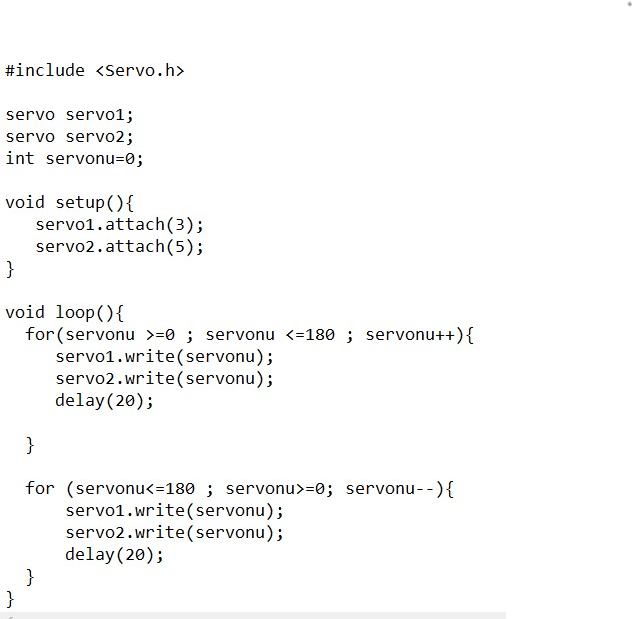 #include <Servo.h>
servo servo1;
servo servo2;
int servonu=0;
void setup(){
servo1.attach(3);
servo2.attach(5);
}
void loop(){
for(servonu >=0 ; servonu <=180 ; servonu++){
servo1.write(servonu);
servo2.write(servonu);
delay(20);
}
for (servonu<=180 ; servonu>=0; servonu--){
servo1.write(servonu);
servo2.write(servonu);
delay(20);
}
}